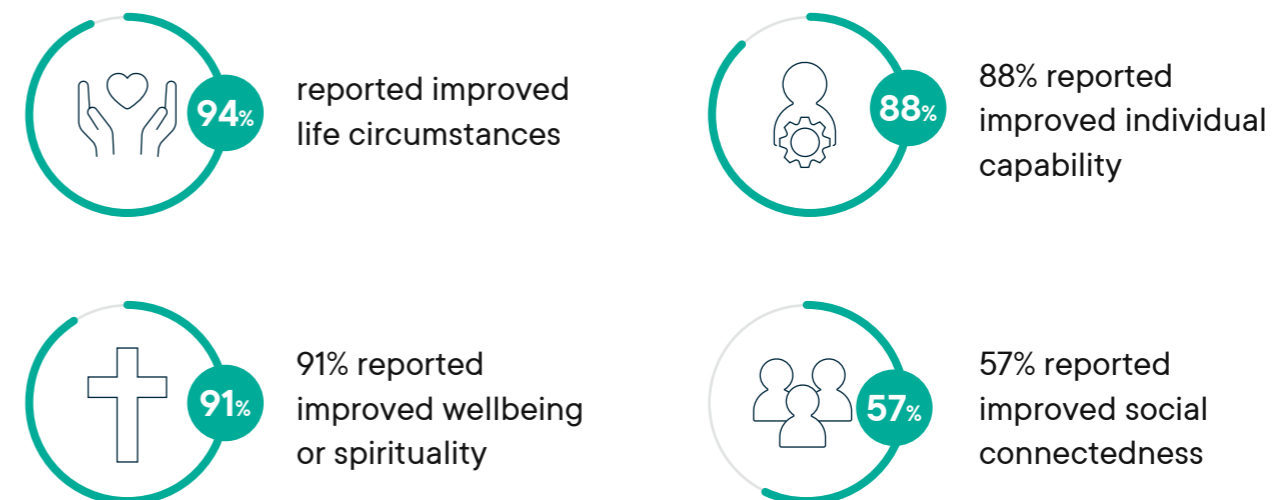 94%
reported improved
life circumstances
88%
88% reported
improved individual
capability
91%
91% reported
improved wellbeing
or spirituality
57%
57% reported
improved social
connectedness